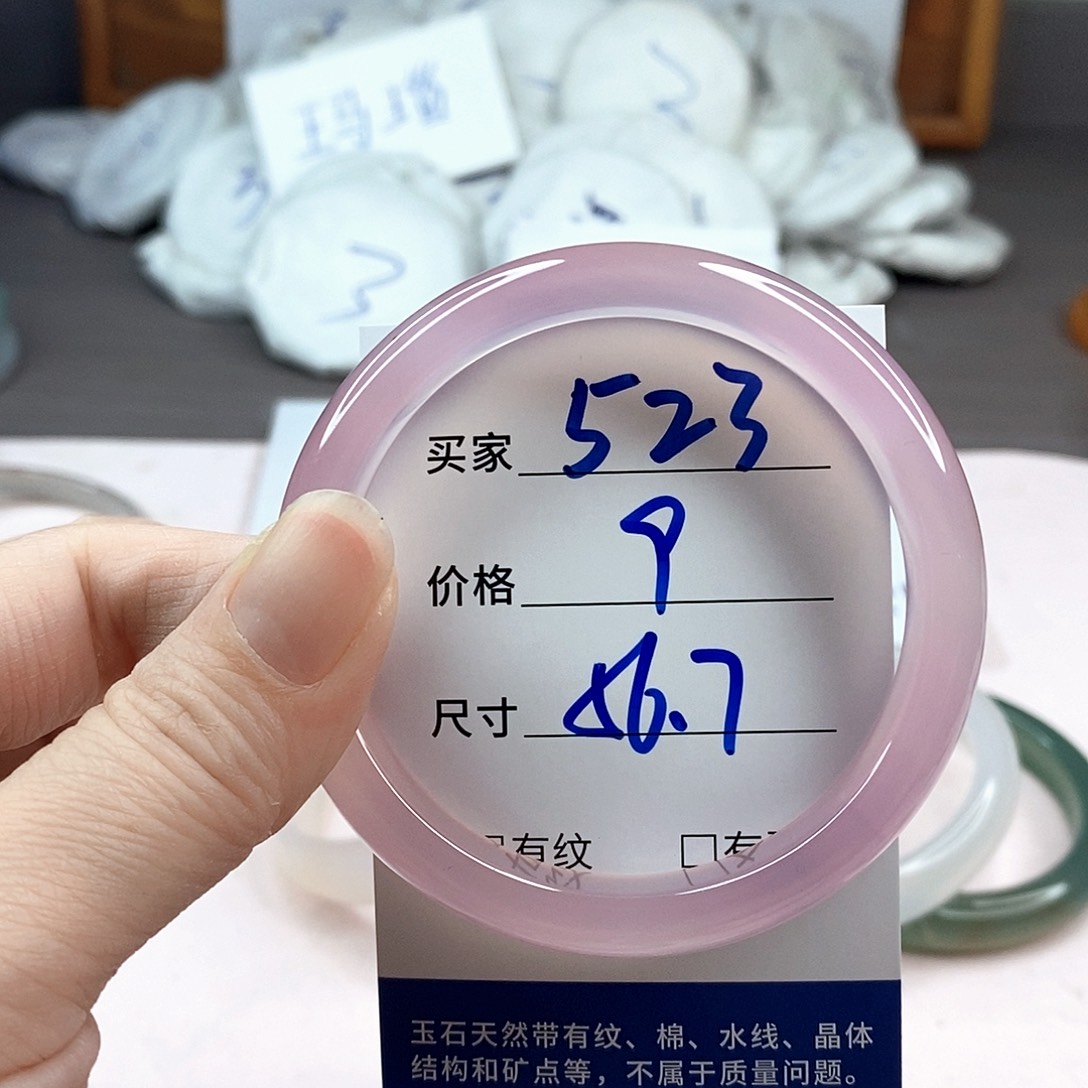 玛瑙
3
买家 523
价格 9
尺寸 56.7
□有纹 □有
玉石天然带有纹、棉、水线、晶体
结构和矿点等，不属于质量问题。